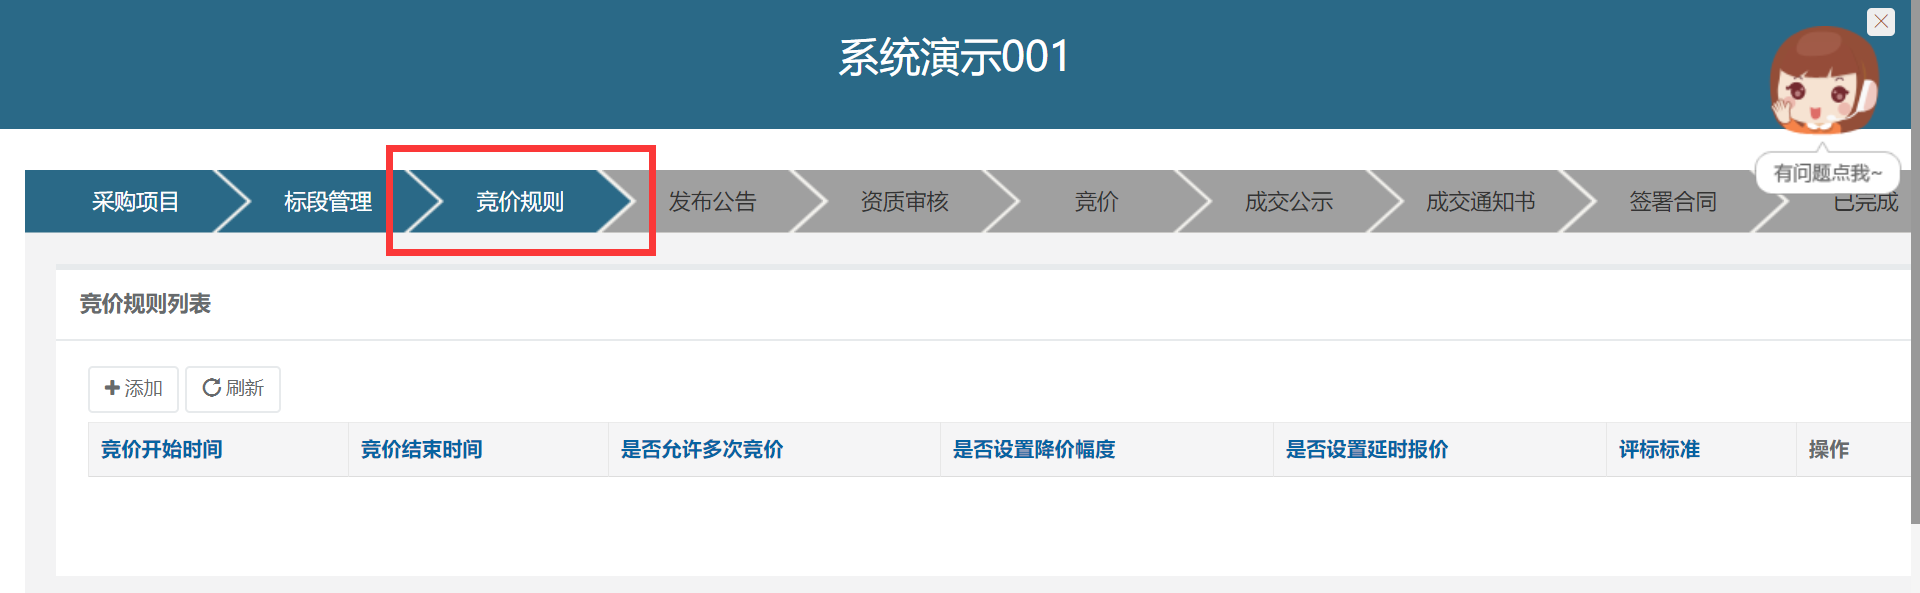 系统演示001
有问题点我~
采购项目 标段管理 竞价规则 发布公告 资质审核 竞价 成交公示 成交通知书 签署合同 已完成
竞价规则列表
添加 刷新
竞价开始时间 竞价结束时间 是否允许多次竞价 是否设置降价幅度 是否设置延时报价 评标标准 操作